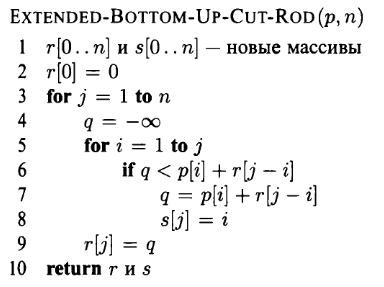 EXTENDED-BOTTOM-UP-CUT-ROD(p, n)
1 r[0..n] и s[0..n] — новые массивы
2 r[0] = 0
3 for j = 1 to n
4 q = −∞
5 for i = 1 to j
6 if q < p[i] + r[j − i]
7 q = p[i] + r[j − i]
8 s[j] = i
9 r[j] = q
10 return r и s